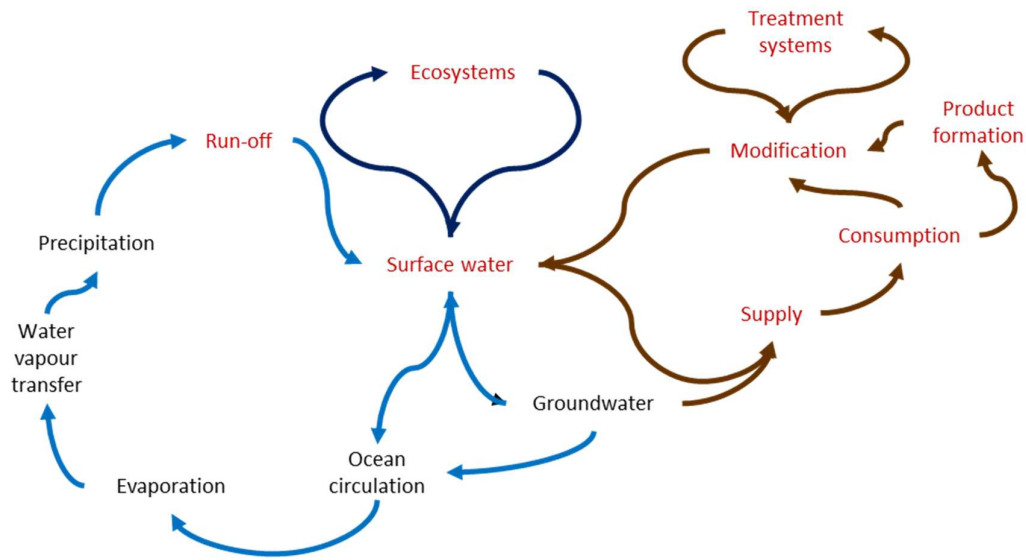 Treatment
systems
Ecosystems
Product
formation
Run-off
Modification
Precipitation
Consumption
Surface water
Supply
Water
vapour
transfer
Groundwater
Ocean
circulation
Evaporation